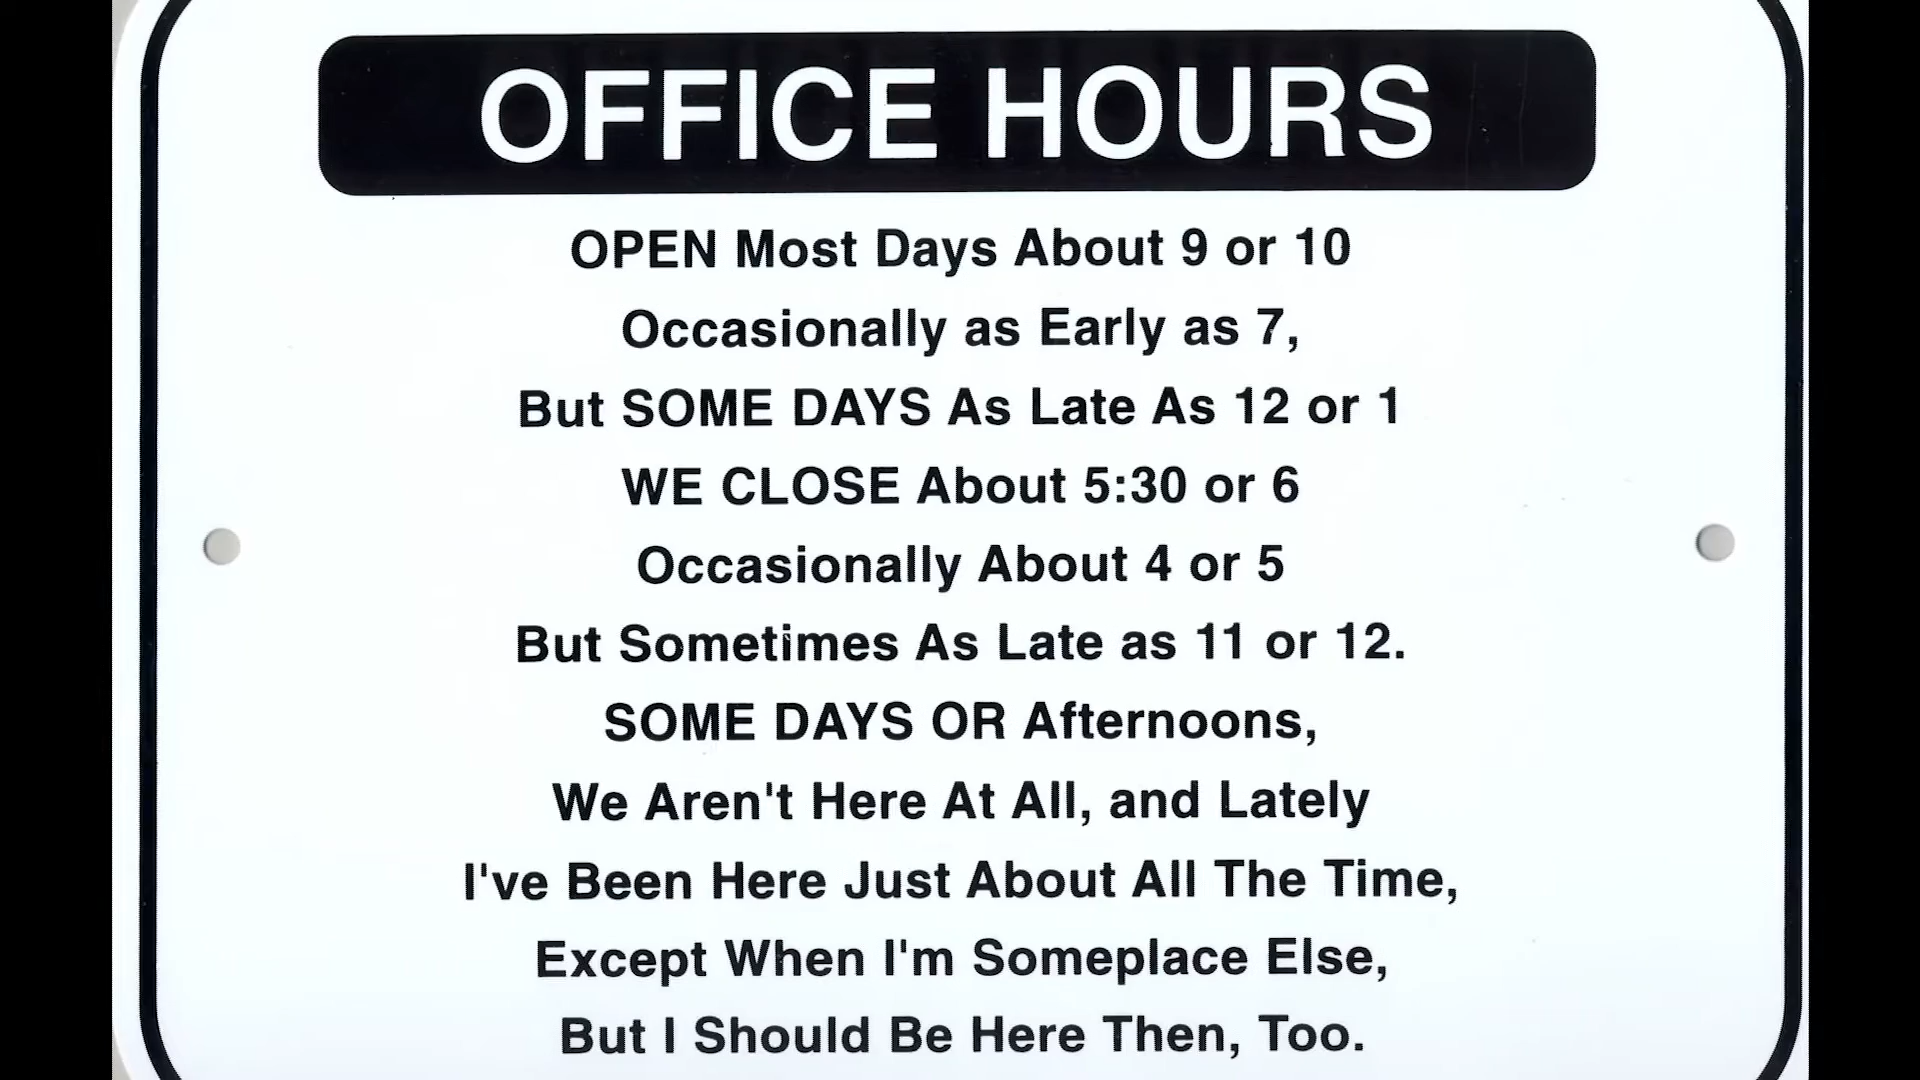 OFFICE HOURS
OPEN Most Days About 9 or 10
Occasionally as Early as 7,
But SOME DAYS As Late As 12 or 1
WE CLOSE About 5:30 or 6
Occasionally About 4 or 5
But Sometimes As Late as 11 or 12.
SOME DAYS OR Afternoons,
We Aren't Here At All, and Lately
I've Been Here Just About All The Time,
Except When I'm Someplace Else,
But I Should Be Here Then, Too.